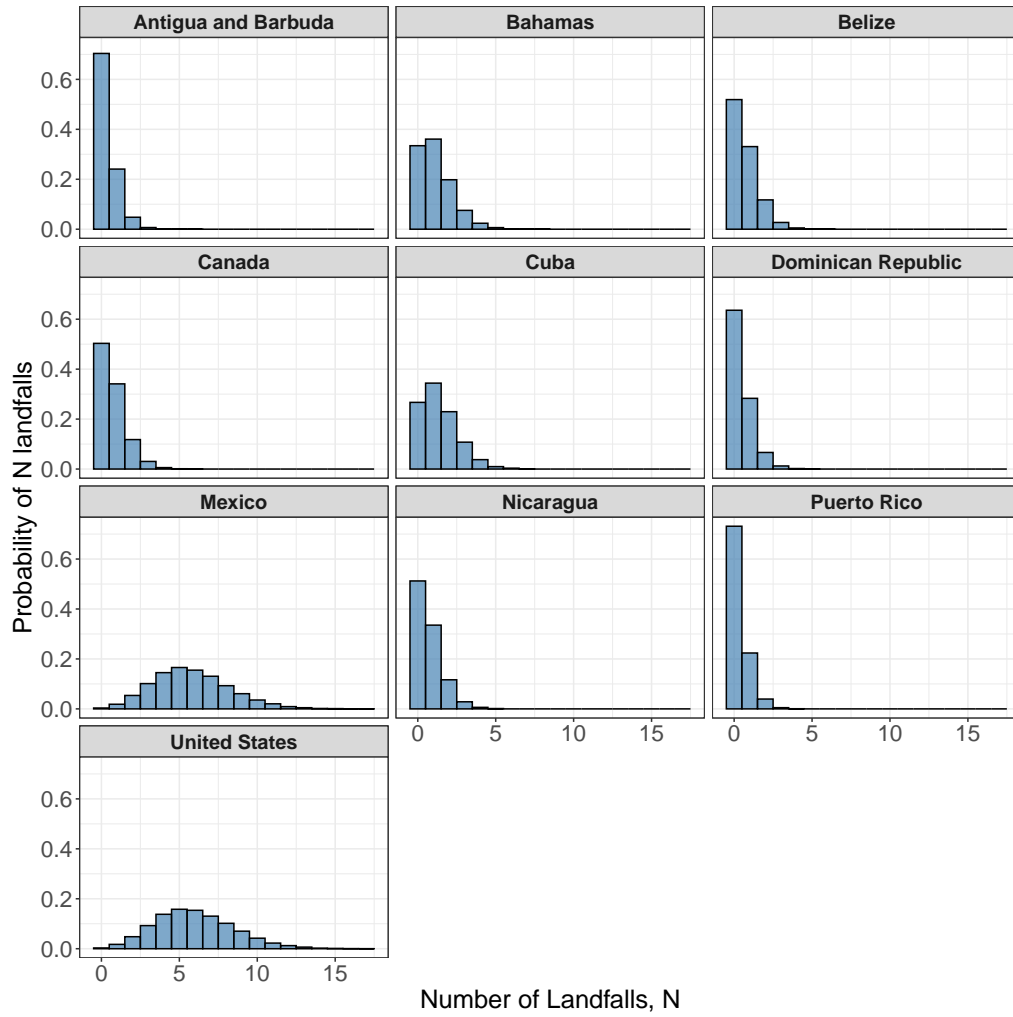 Antigua and Barbuda
Bahamas
Belize
0.6
0.4
0.2
0.0
Canada
Cuba
Dominican Republic
0.6
0.4
0.2
0.0
Mexico
Nicaragua
Puerto Rico
0.6
0.4
0.2
0.0
0 5 10 15
0 5 10 15
United States
0.6
0.4
0.2
0.0
0 5 10 15
Probability of N landfalls
Number of Landfalls, N